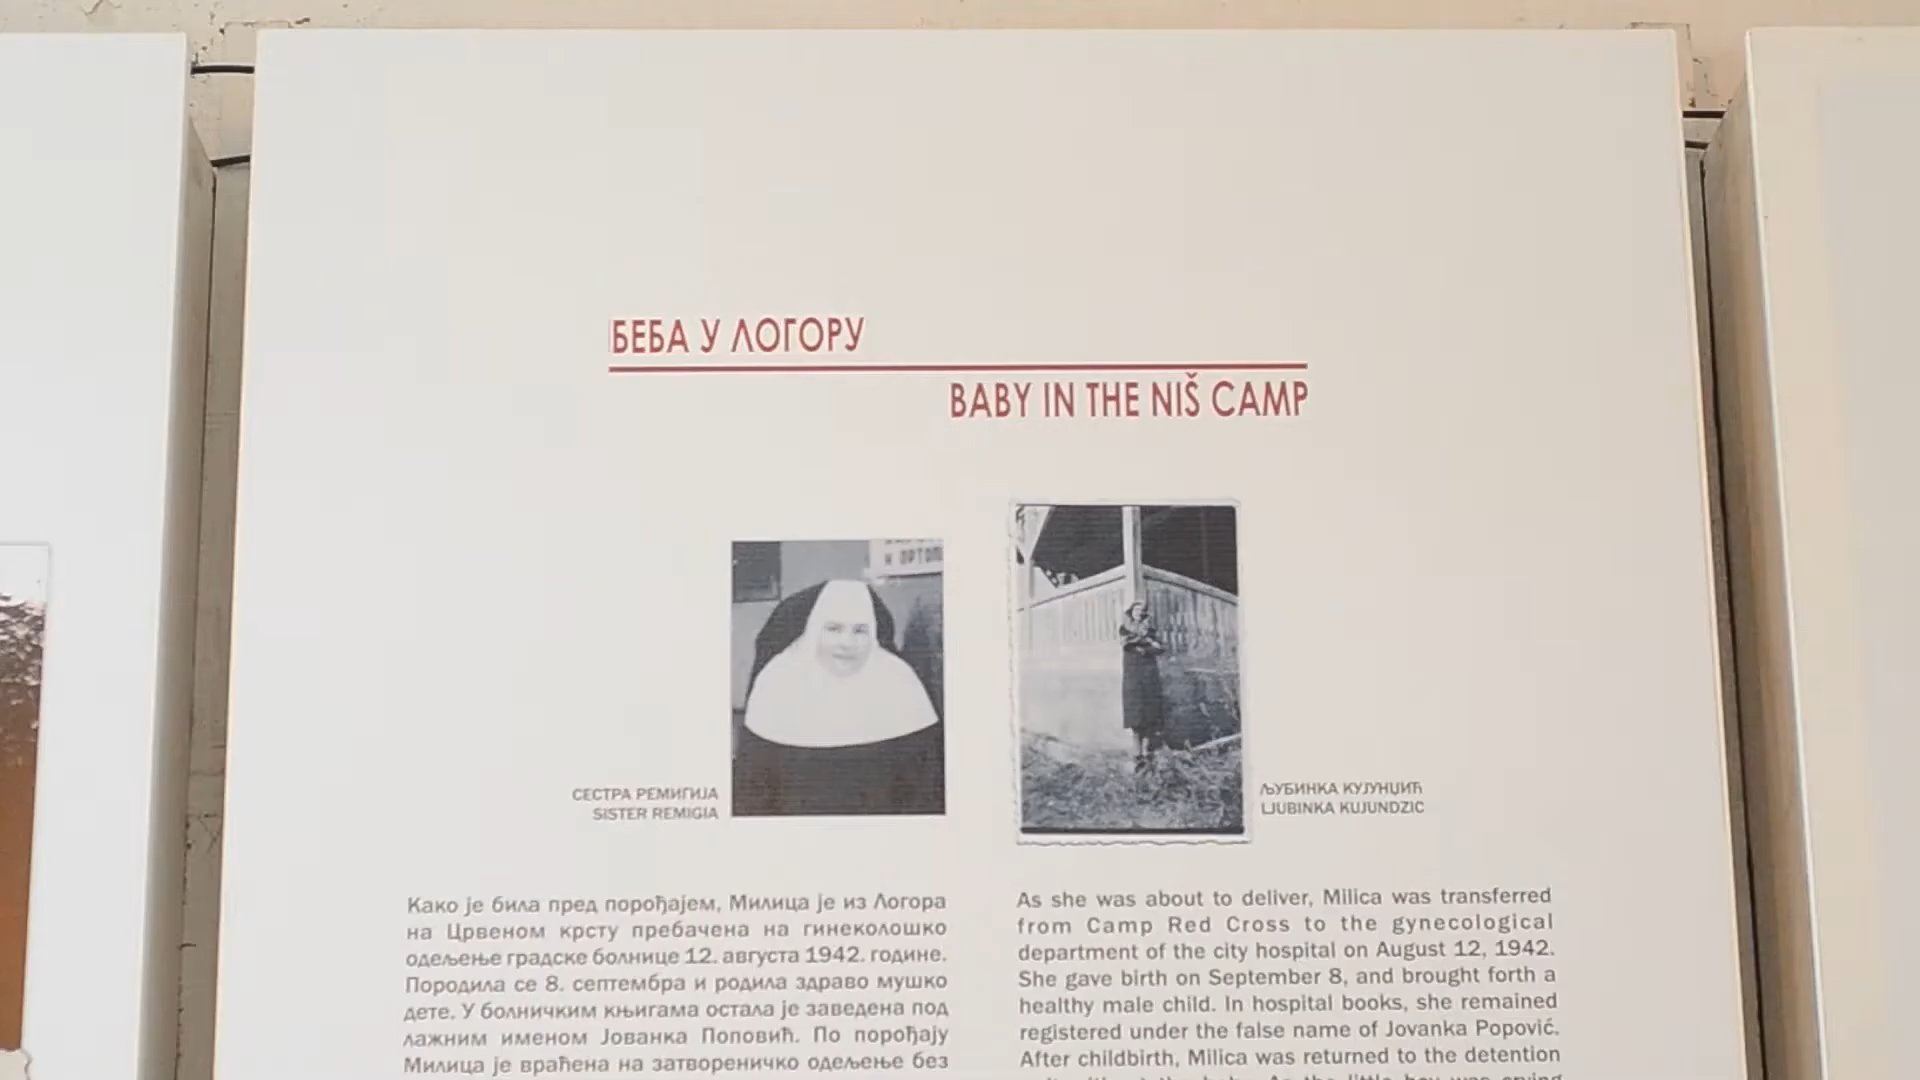 БЕБА У ЛОГОРУ
BABY IN THE NIŠ CAMP
И ОРТОП
СЕСТРА РЕМИГИЈА
SISTER REMIGIA
ЉУБИНКА КУЈУНЏИЋ
LJUBINKA KUJUNDZIC
Како је била пред порођајем, Милица је из Логора
на Црвеном крсту пребачена на гинеколошко
одељење градске болнице 12. августа 1942. године.
Породила се 8. септембра и родила здраво мушко
дете. У болничким књигама остала је заведена под
лажним именом Јованка Поповић. По порођају
Милица је враћена на затвореничко одељење без
As she was about to deliver, Milica was transferred
from Camp Red Cross to the gynecological
department of the city hospital on August 12, 1942.
She gave birth on September 8, and brought forth a
healthy male child. In hospital books, she remained
registered under the false name of Jovanka Popović.
After childbirth, Milica was returned to the detention